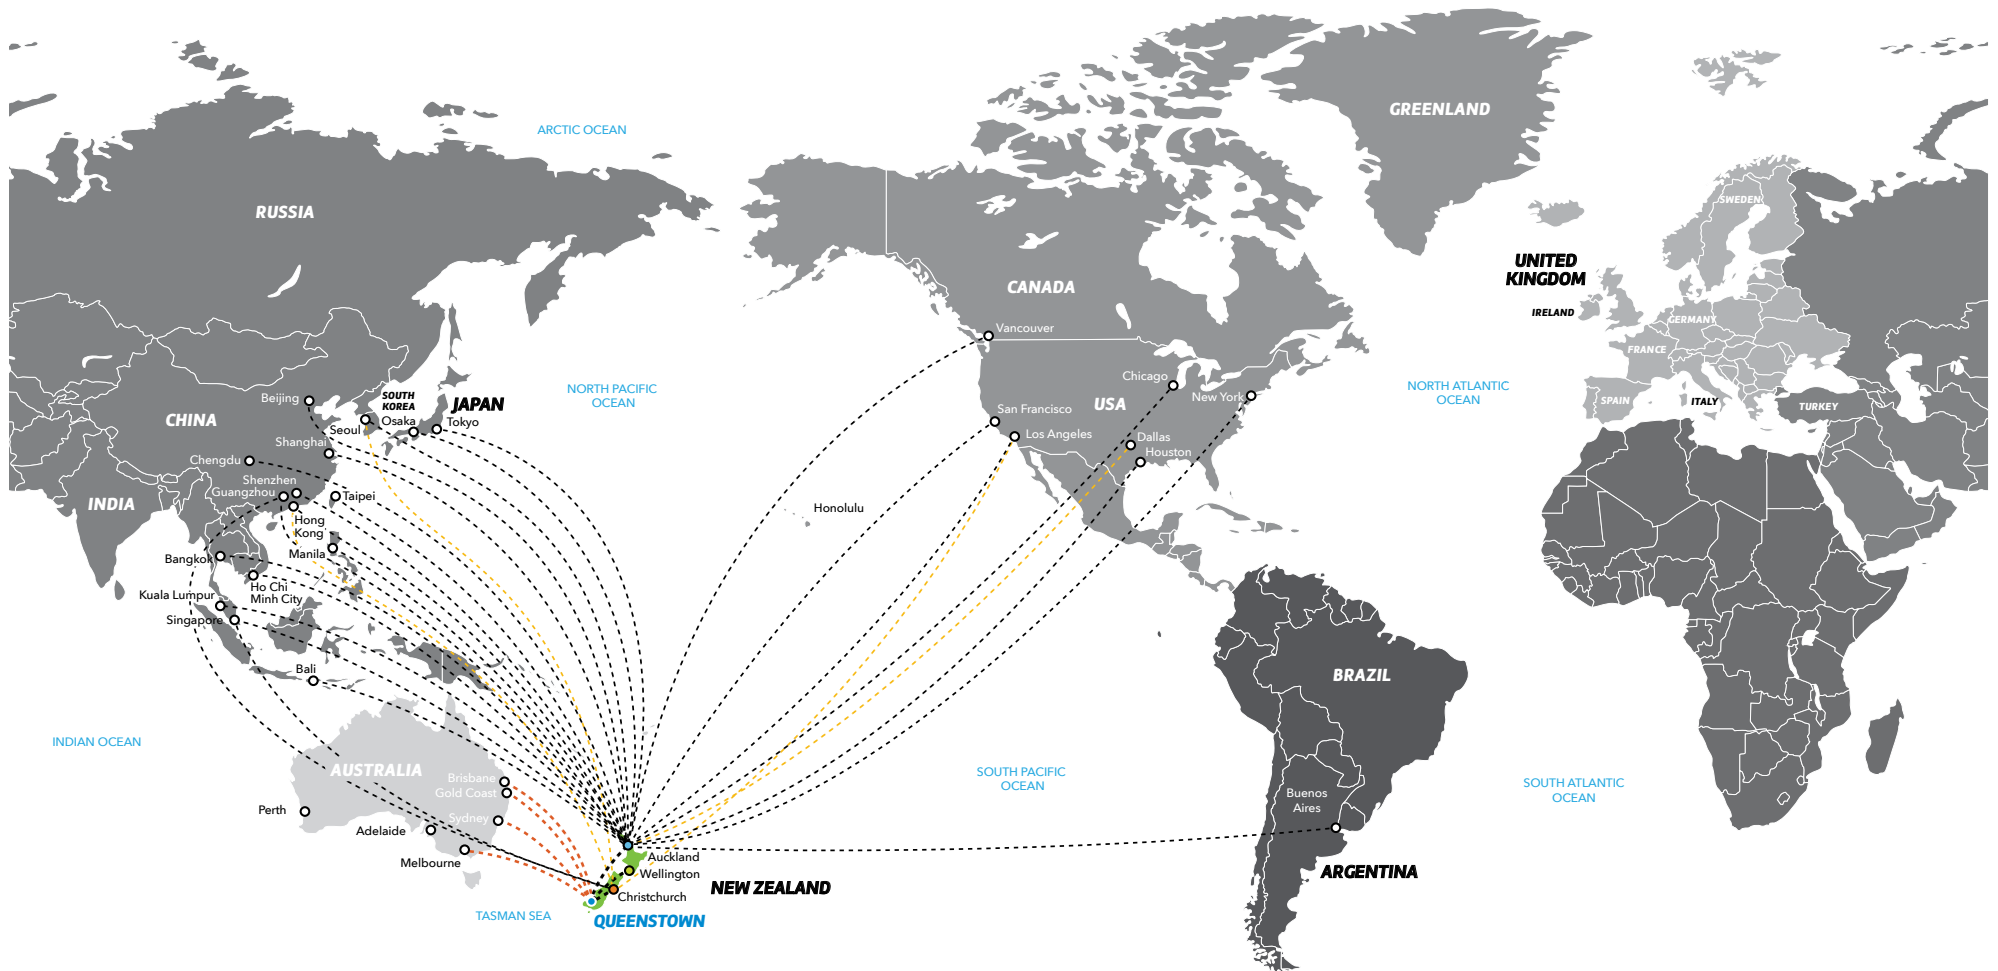 ARCTIC OCEAN
GREENLAND
RUSSIA
SWEDEN
UNITED
KINGDOM
CANADA
IRELAND
GERMANY
Vancouver
FRANCE
NORTH PACIFIC
OCEAN
NORTH ATLANTIC
OCEAN
Chicago
New York
USA
San Francisco
Los Angeles
Dallas
Houston
SPAIN
ITALY
TURKEY
Beijing
SOUTH
KOREA
JAPAN
CHINA
Seoul
Osaka
Tokyo
Shanghai
Chengdu
Shenzhen
Guangzhou
Taipei
INDIA
Hong
Kong
Honolulu
Manila
Bangkok
Ho Chi
Minh City
Kuala Lumpur
Singapore
Bali
BRAZIL
INDIAN OCEAN
AUSTRALIA
Brisbane
Gold Coast
SOUTH PACIFIC
OCEAN
SOUTH ATLANTIC
OCEAN
Buenos
Aires
Perth
Sydney
Adelaide
Melbourne
Auckland
Wellington
ARGENTINA
NEW ZEALAND
Christchurch
TASMAN SEA
QUEENSTOWN